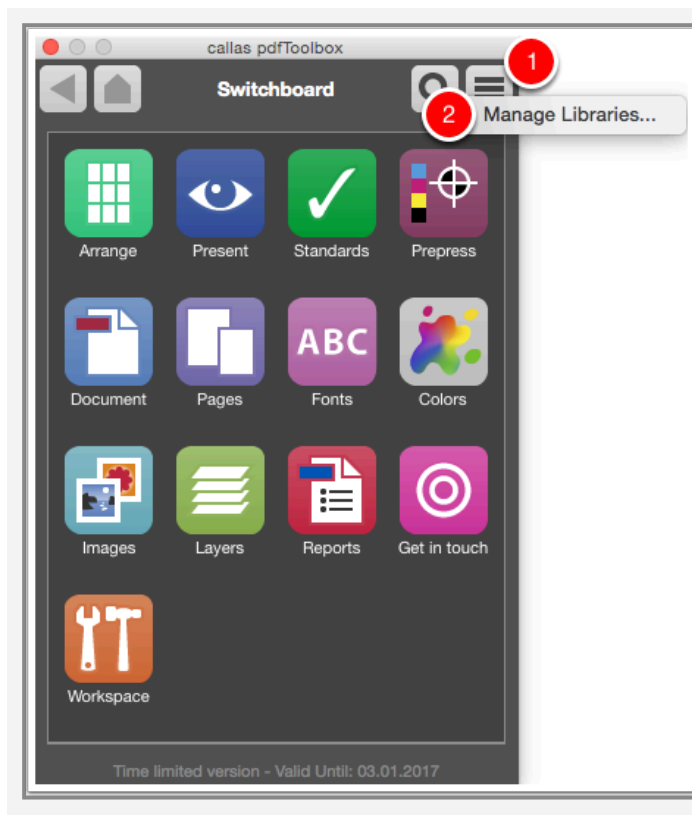 callas pdfToolbox
1
Switchboard
2 Manage Libraries...
Arrange Present Standards Prepress
ABC
Document Pages Fonts Colors
Images Layers Reports Get in touch
Workspace
Time limited version - Valid Until: 03.01.2017